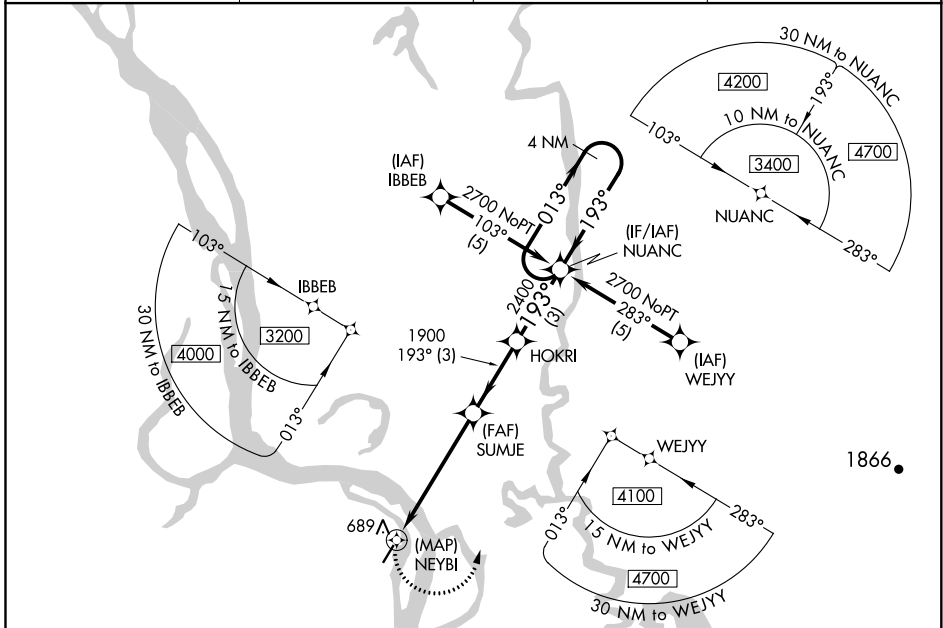 30 NM to NUANC
4200
193°
10 NM to NUANC
4700
103°
3400
NUANC
283°
4 NM
(IAF)
IBBEB
013°
193°
2700 NoPT
103°
(5)
(IF/IAF)
NUANC
103°
IBBEB
15 NM to IBBEB
3200
30 NM to IBBEB
4000
013°
2400
193°
(3)
2700 NoPT
283°
(5)
1900
193° (3)
HOKRI
(IAF)
WEJYY
(FAF)
SUMJE
WEJYY
1866
4100
013°
15 NM to WEJYY
283°
4700
30 NM to WEJYY
689
(MAP)
NEYBI